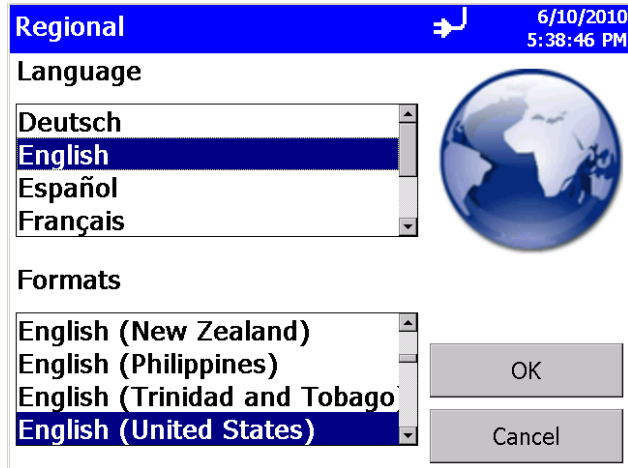 Regional
6/10/2010
5:38:46 PM
Language
Deutsch
English
Español
Français
Formats
English (New Zealand)
English (Philippines)
English (Trinidad and Tobago)
English (United States)
OK
Cancel